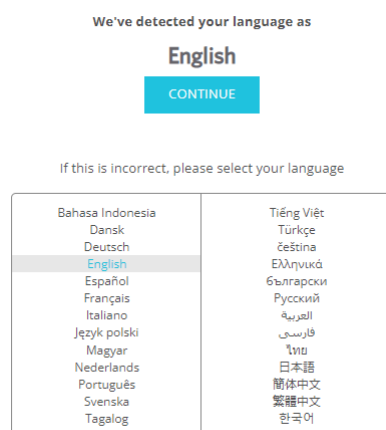 We've detected your language as
English
CONTINUE
If this is incorrect, please select your language
Bahasa Indonesia
Dansk
Deutsch
English
Español
Français
Italiano
Język polski
Magyar
Nederlands
Português
Svenska
Tagalog
Tiếng Việt
Türkçe
čeština
Ελληνικά
български
Русский
العربية
فارسی
ไทย
日本語
簡体中文
繁體中文
한국어